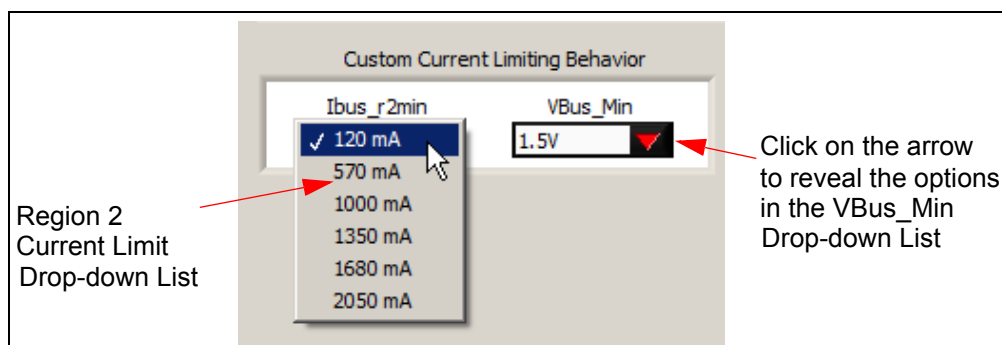 Custom Current Limiting Behavior
Ibus_r2min
VBus_Min
✓ 120 mA
1.5V
570 mA
1000 mA
1350 mA
1680 mA
2050 mA
Region 2
Current Limit
Drop-down List
Click on the arrow
to reveal the options
in the VBus_Min
Drop-down List